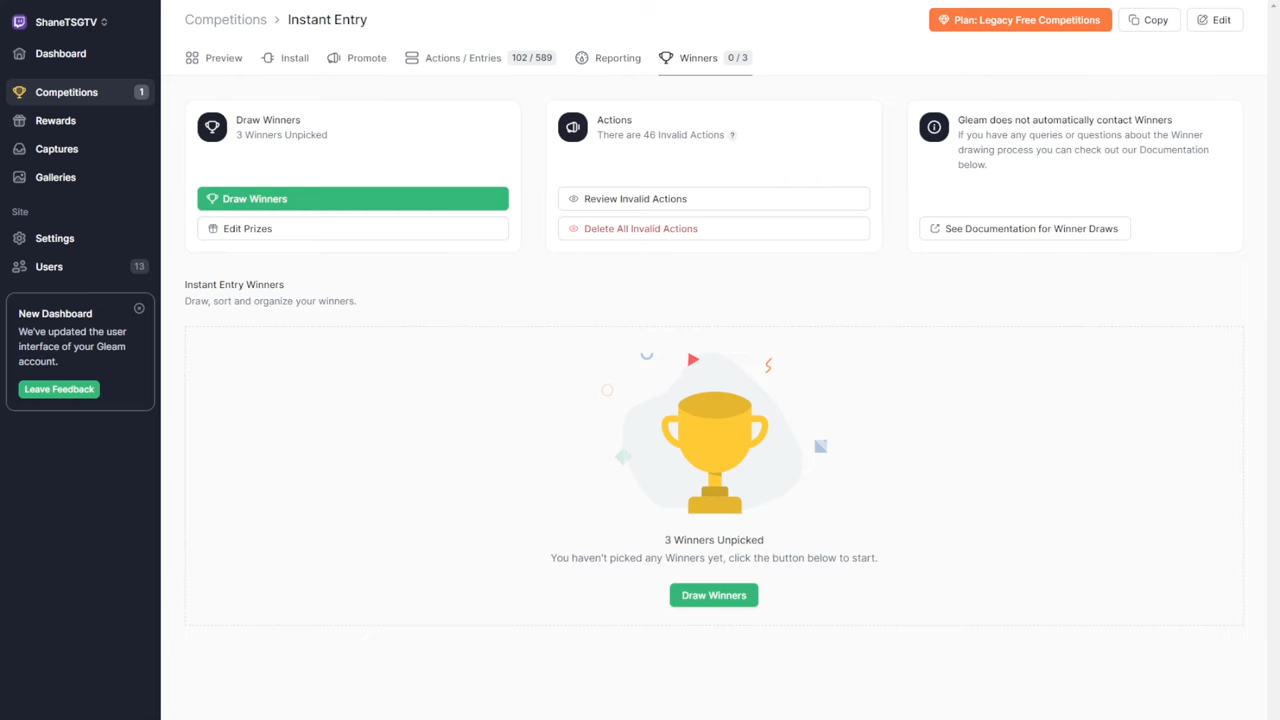 ShaneTSGTV
Dashboard
Competitions 1
Rewards
Captures
Galleries
Site
Settings
Users 13
New Dashboard
We've updated the user
interface of your Gleam
account.
Leave Feedback
Competitions > Instant Entry
Plan: Legacy Free Competitions
Copy
Edit
Preview
Install
Promote
Actions / Entries 102 / 589
Reporting
Winners 0 / 3
Draw Winners
3 Winners Unpicked
Draw Winners
Edit Prizes
Actions
There are 46 Invalid Actions ?
Review Invalid Actions
Delete All Invalid Actions
Gleam does not automatically contact Winners
If you have any queries or questions about the Winner
drawing process you can check out our Documentation
below.
See Documentation for Winner Draws
Instant Entry Winners
Draw, sort and organize your winners.
3 Winners Unpicked
You haven't picked any Winners yet, click the button below to start.
Draw Winners